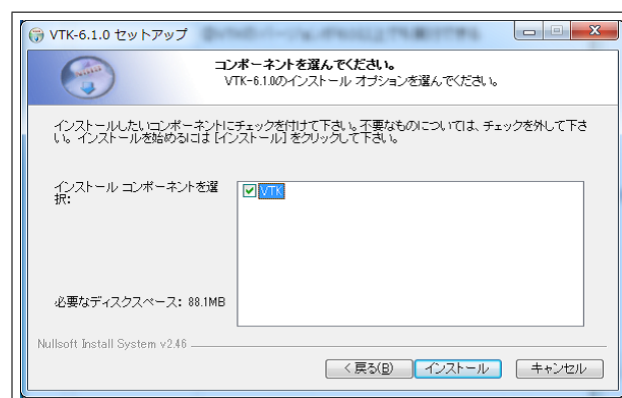 VTK-6.1.0 セットアップ
コンポーネントを選んでください。
VTK-6.1.0のインストール オプションを選んでください。
インストールしたいコンポーネントにチェックを付けて下さい。不要なものについては、チェックを外して下さ
い。インストールを始めるには [インストール] をクリックして下さい。
インストール コンポーネントを選
択:
VTK
必要なディスクスペース: 88.1MB
Nullsoft Install System v2.46
< 戻る(B)
インストール
キャンセル